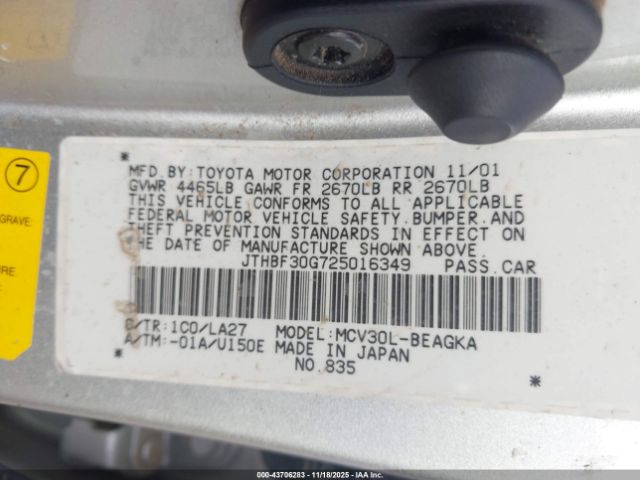 7
GRAVE
MFD.BY:TOYOTA MOTOR CORPORATION 11/01
GVWR 4465LB GAWR FR 2670LB RR 2670LB
THIS VEHICLE CONFORMS TO ALL APPLICABLE
FEDERAL MOTOR VEHICLE SAFETY.BUMPER.AND
THEFT PREVENTION STANDARDS IN EFFECT ON
THE DATE OF MANUFACTURE SHOWN ABOVE.
JTHBF30G725016349 PASS.CAR
C/TR:1C0/LA27 MODEL:MCV30L-BEAGKA
A/TM:-01A/U150E MADE IN JAPAN
NO.835
IAA-43706283 | 11/18/2025 - Copyright IAA, LLC